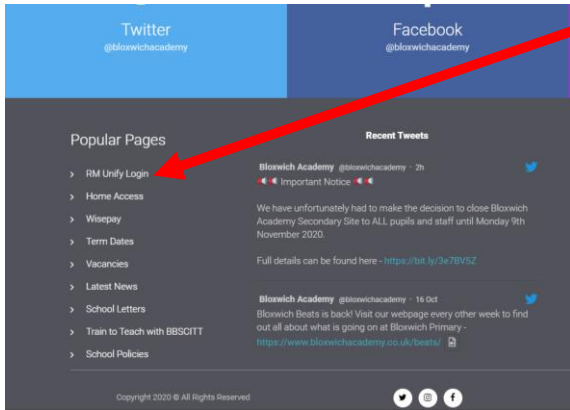 Twitter
@bloxwichacademy
Facebook
@bloxwichacademy
Popular Pages
> RM Unify Login
> Home Access
> Wisepay
> Term Dates
> Vacancies
> Latest News
> School Letters
> Train to Teach with BBSCITT
> School Policies
Recent Tweets
Bloxwich Academy @bloxwichacademy · 2h
Important Notice
We have unfortunately had to make the decision to close Bloxwich
Academy Secondary Site to ALL pupils and staff until Monday 9th
November 2020.
Full details can be found here - https://bit.ly/3e78V5Z
Bloxwich Academy @bloxwichacademy · 16 Oct
Bloxwich Beats is back! Visit our webpage every other week to find
out all about what is going on at Bloxwich Primary -
https://www.bloxwichacademy.co.uk/beats/
Copyright 2020 © All Rights Reserved